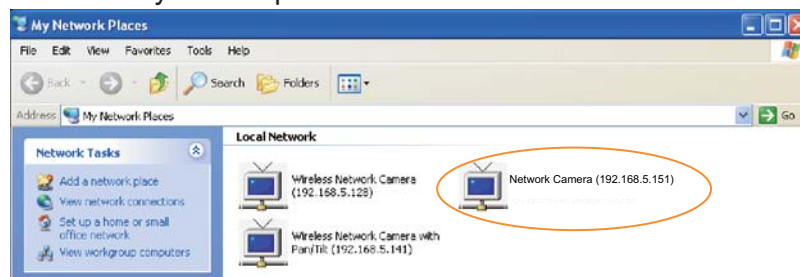 My Network Places
File Edit View Favorites Tools Help
Back Search Folders
Address My Network Places Go
Network Tasks
Add a network place
View network connections
Set up a home or small
office network
View workgroup computers
Local Network
Wireless Network Camera
(192.168.5.128)
Network Camera (192.168.5.151)
Wireless Network Camera with
Pan/Tilt (192.168.5.141)